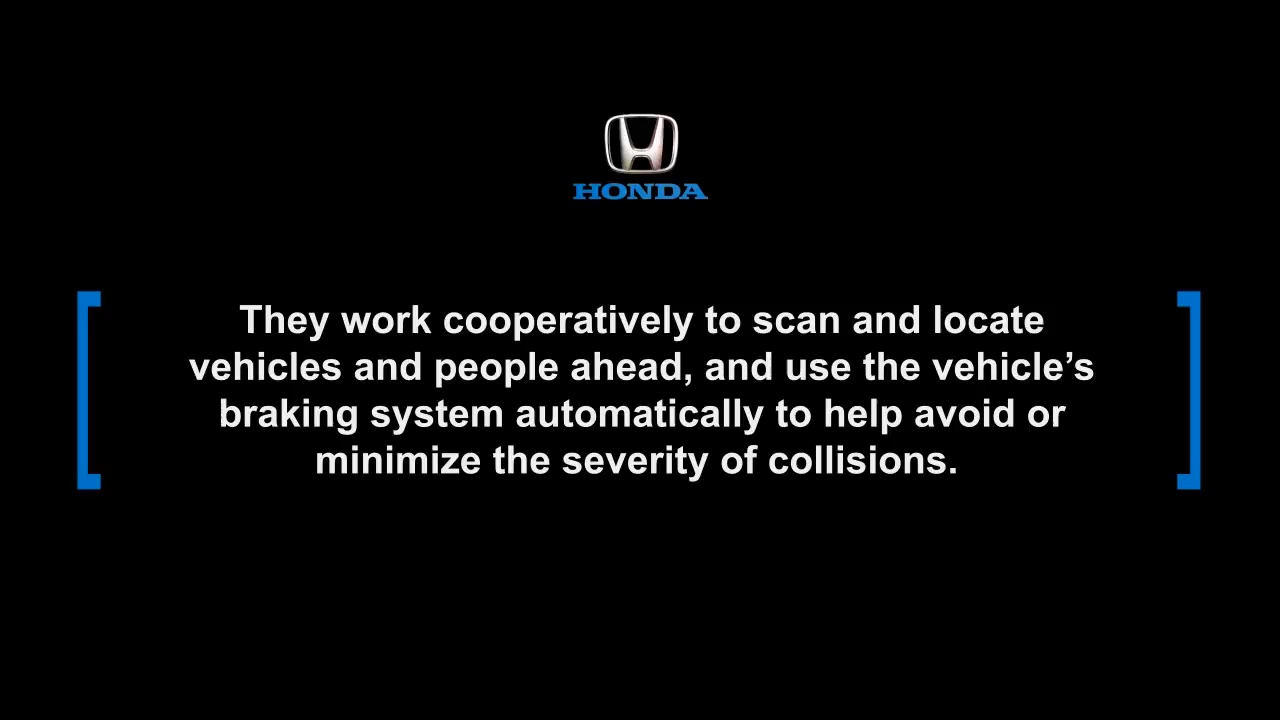 HONDA
They work cooperatively to scan and locate
vehicles and people ahead, and use the vehicle’s
braking system automatically to help avoid or
minimize the severity of collisions.